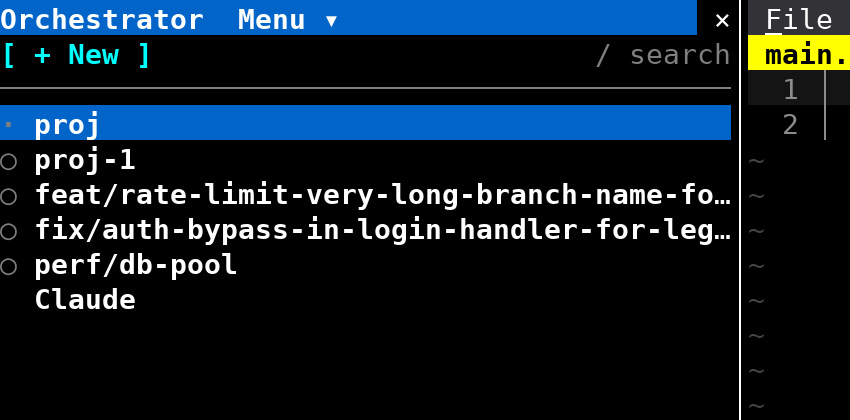 Orchestrator  Menu ▾  ×
[ + New ]  / search
· proj
○ proj-1
○ feat/rate-limit-very-long-branch-name-fo…
○ fix/auth-bypass-in-login-handler-for-leg…
○ perf/db-pool
Claude
File
main.
1
2
~
~
~
~
~
~
~
~